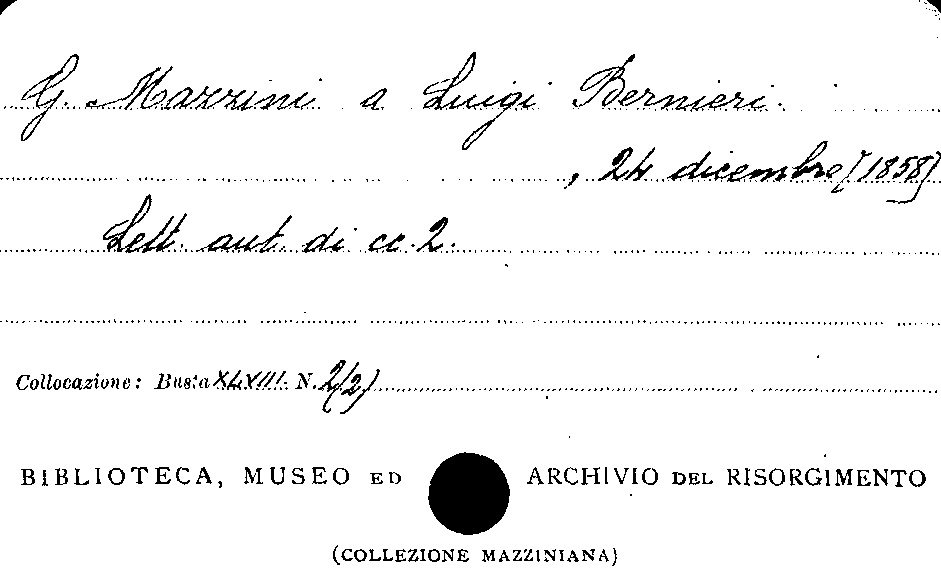 G. Mazzini a Luigi Bernieri.
, 24 dicembre [1858]
Lett. aut. di cc. 2.
Collocazione: Busta XLVIII. N. 2(2)
BIBLIOTECA, MUSEO ED ARCHIVIO DEL RISORGIMENTO
(COLLEZIONE MAZZINIANA)